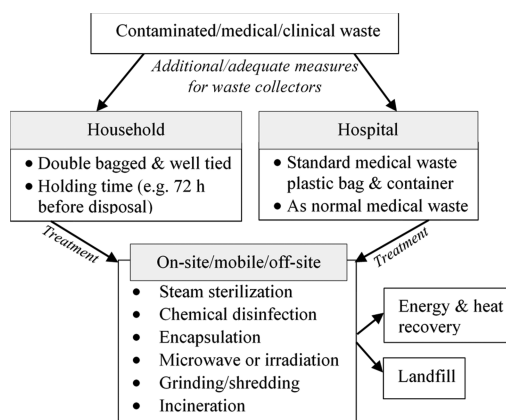 Contaminated/medical/clinical waste
Additional/adequate measures
for waste collectors
Household
● Double bagged & well tied
● Holding time (e.g. 72 h
before disposal)
Hospital
● Standard medical waste
plastic bag & container
● As normal medical waste
Treatment
Treatment
On-site/mobile/off-site
● Steam sterilization
● Chemical disinfection
● Encapsulation
● Microwave or irradiation
● Grinding/shredding
● Incineration
Energy & heat
recovery
Landfill